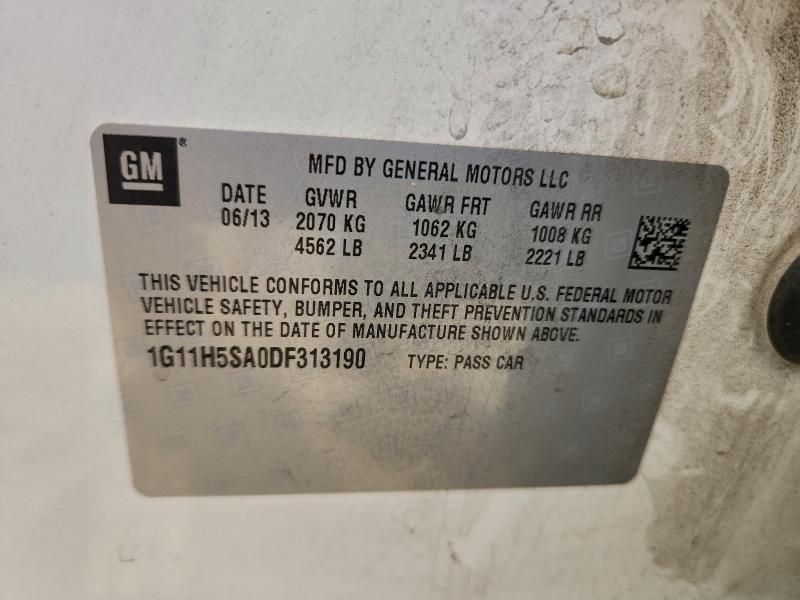 GM®
MFD BY GENERAL MOTORS LLC
DATE GVWR GAWR FRT GAWR RR
06/13 2070 KG 1062 KG 1008 KG
4562 LB 2341 LB 2221 LB
THIS VEHICLE CONFORMS TO ALL APPLICABLE U.S. FEDERAL MOTOR
VEHICLE SAFETY, BUMPER, AND THEFT PREVENTION STANDARDS IN
EFFECT ON THE DATE OF MANUFACTURE SHOWN ABOVE.
1G11H5SA0DF313190 TYPE: PASS CAR